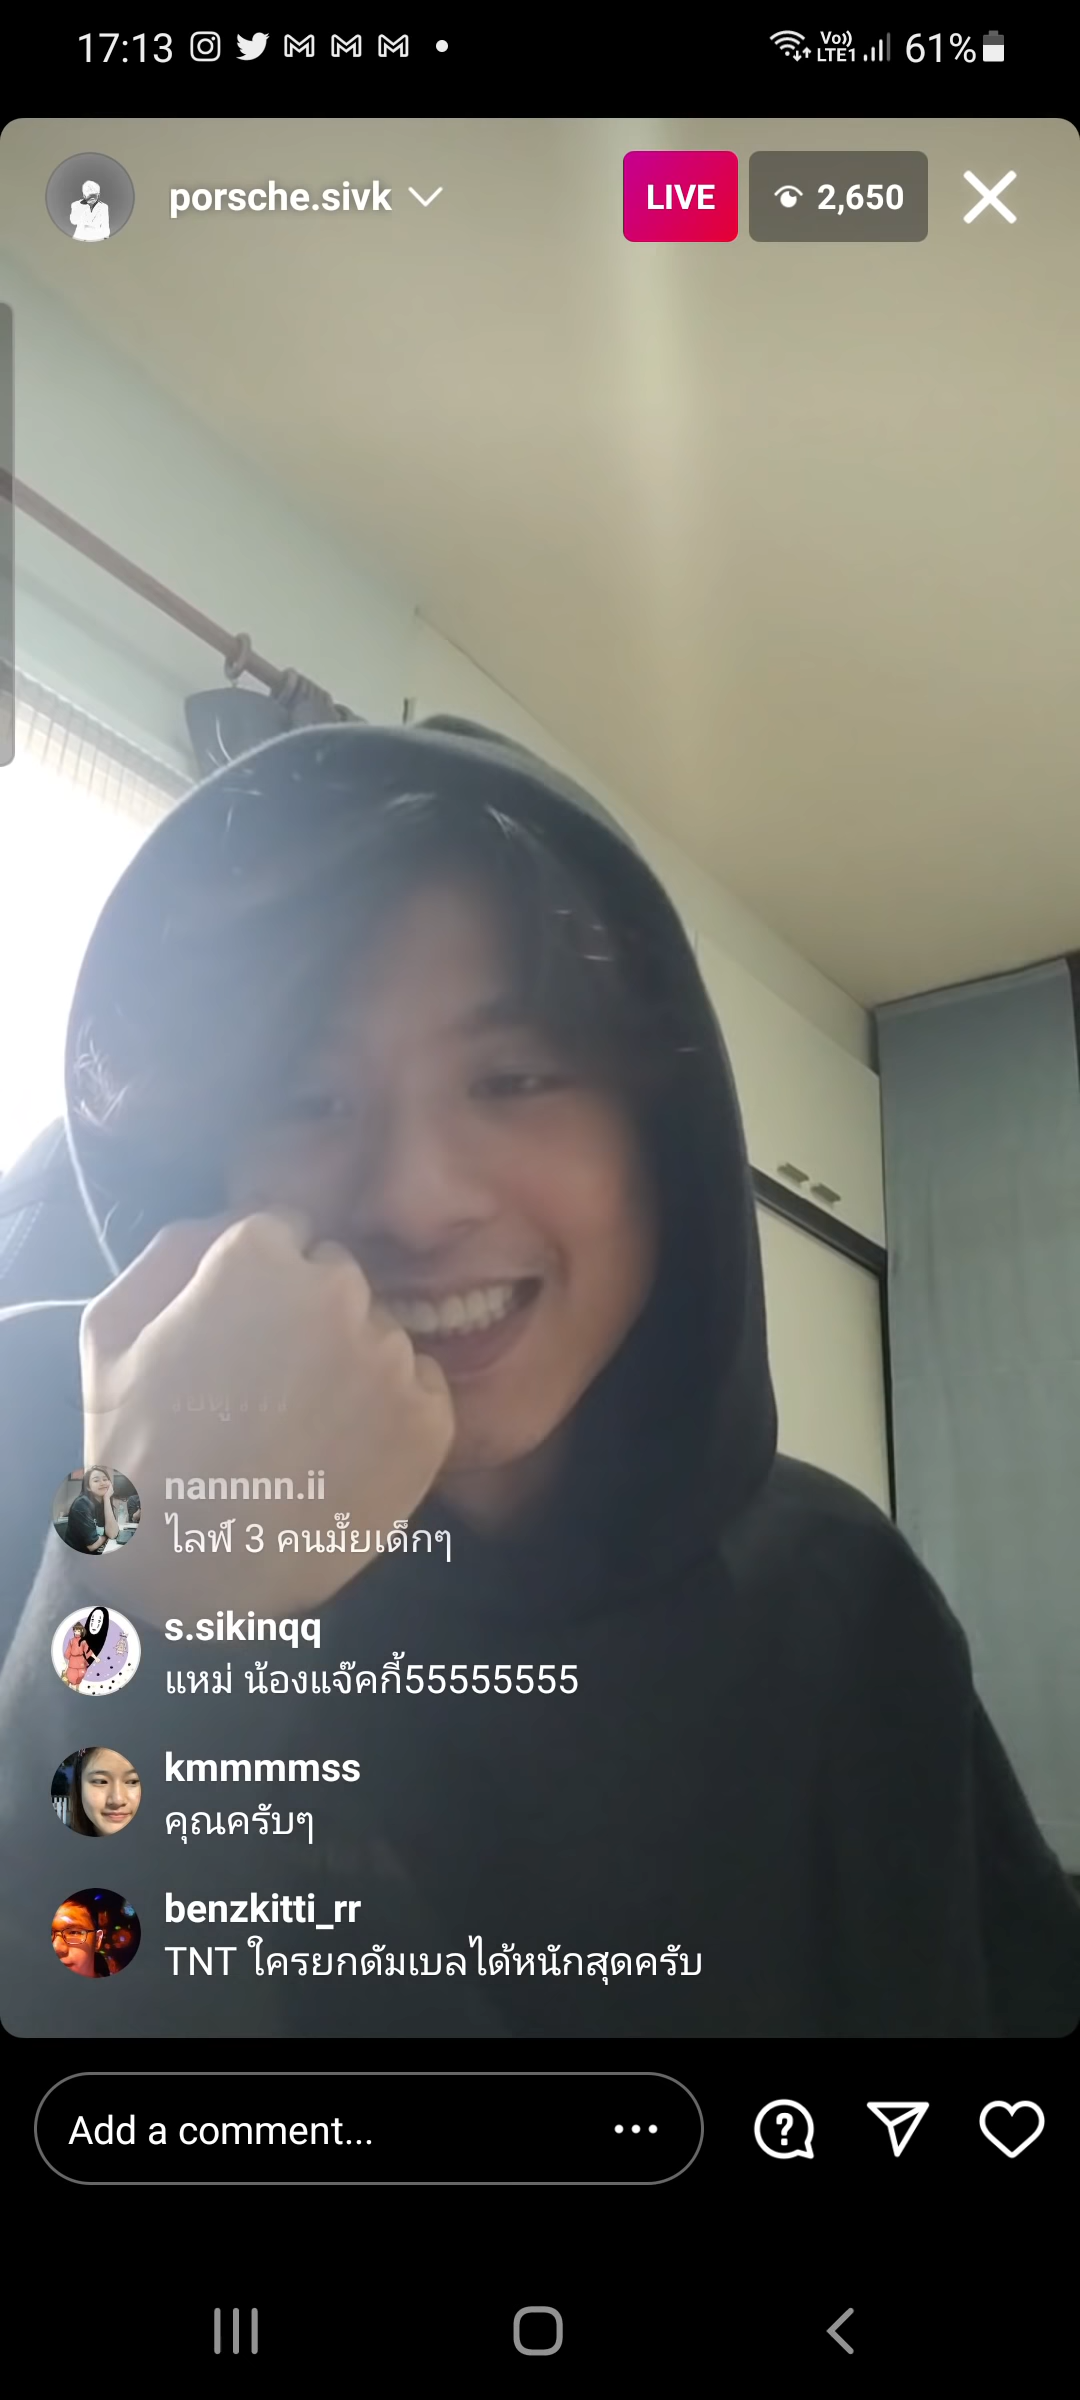 17:13
Vo))
LTE1
61%
porsche.sivk
LIVE
2,650
nannnn.ii
ไลฟ์ 3 คนมั๊ยเด็กๆ
s.sikinqq
แหม่ น้องแจ๊คกี้55555555
kmmmmss
คุณครับๆ
benzkitti_rr
TNT ใครยกดัมเบลได้หนักสุดครับ
Add a comment...